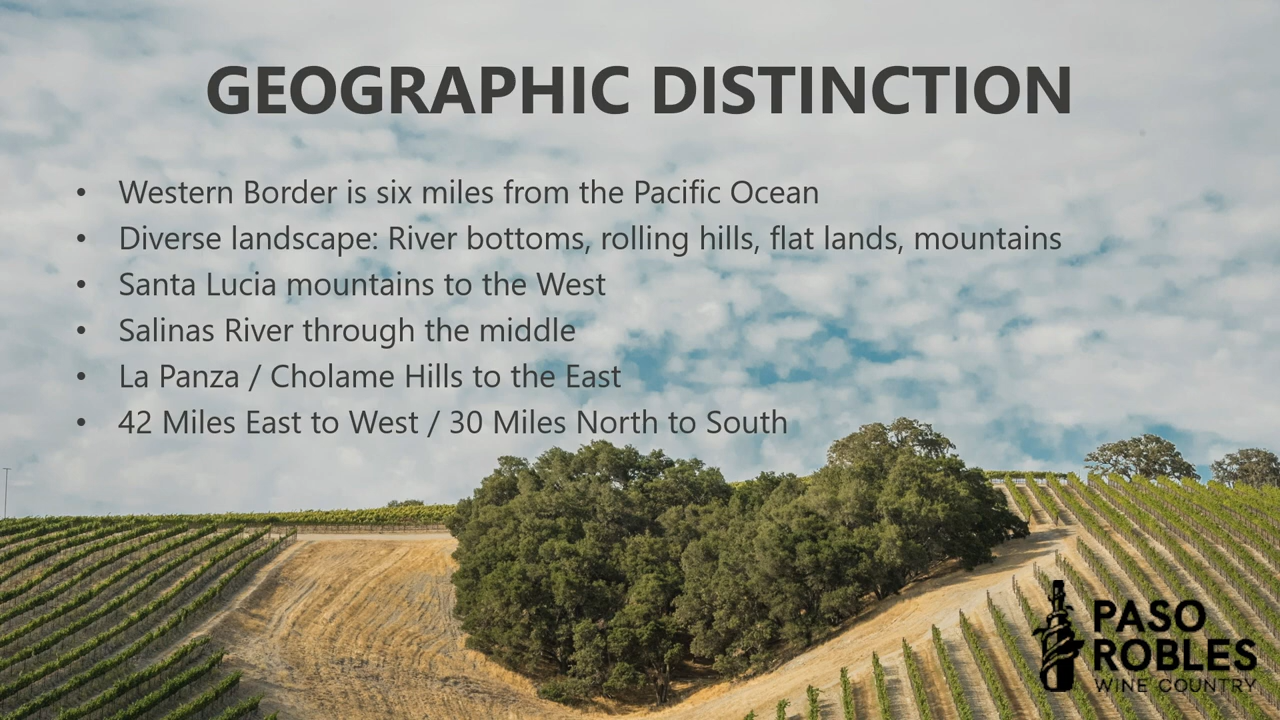 GEOGRAPHIC DISTINCTION
• Western Border is six miles from the Pacific Ocean
• Diverse landscape: River bottoms, rolling hills, flat lands, mountains
• Santa Lucia mountains to the West
• Salinas River through the middle
• La Panza / Cholame Hills to the East
• 42 Miles East to West / 30 Miles North to South
PASO
ROBLES
WINE COUNTRY